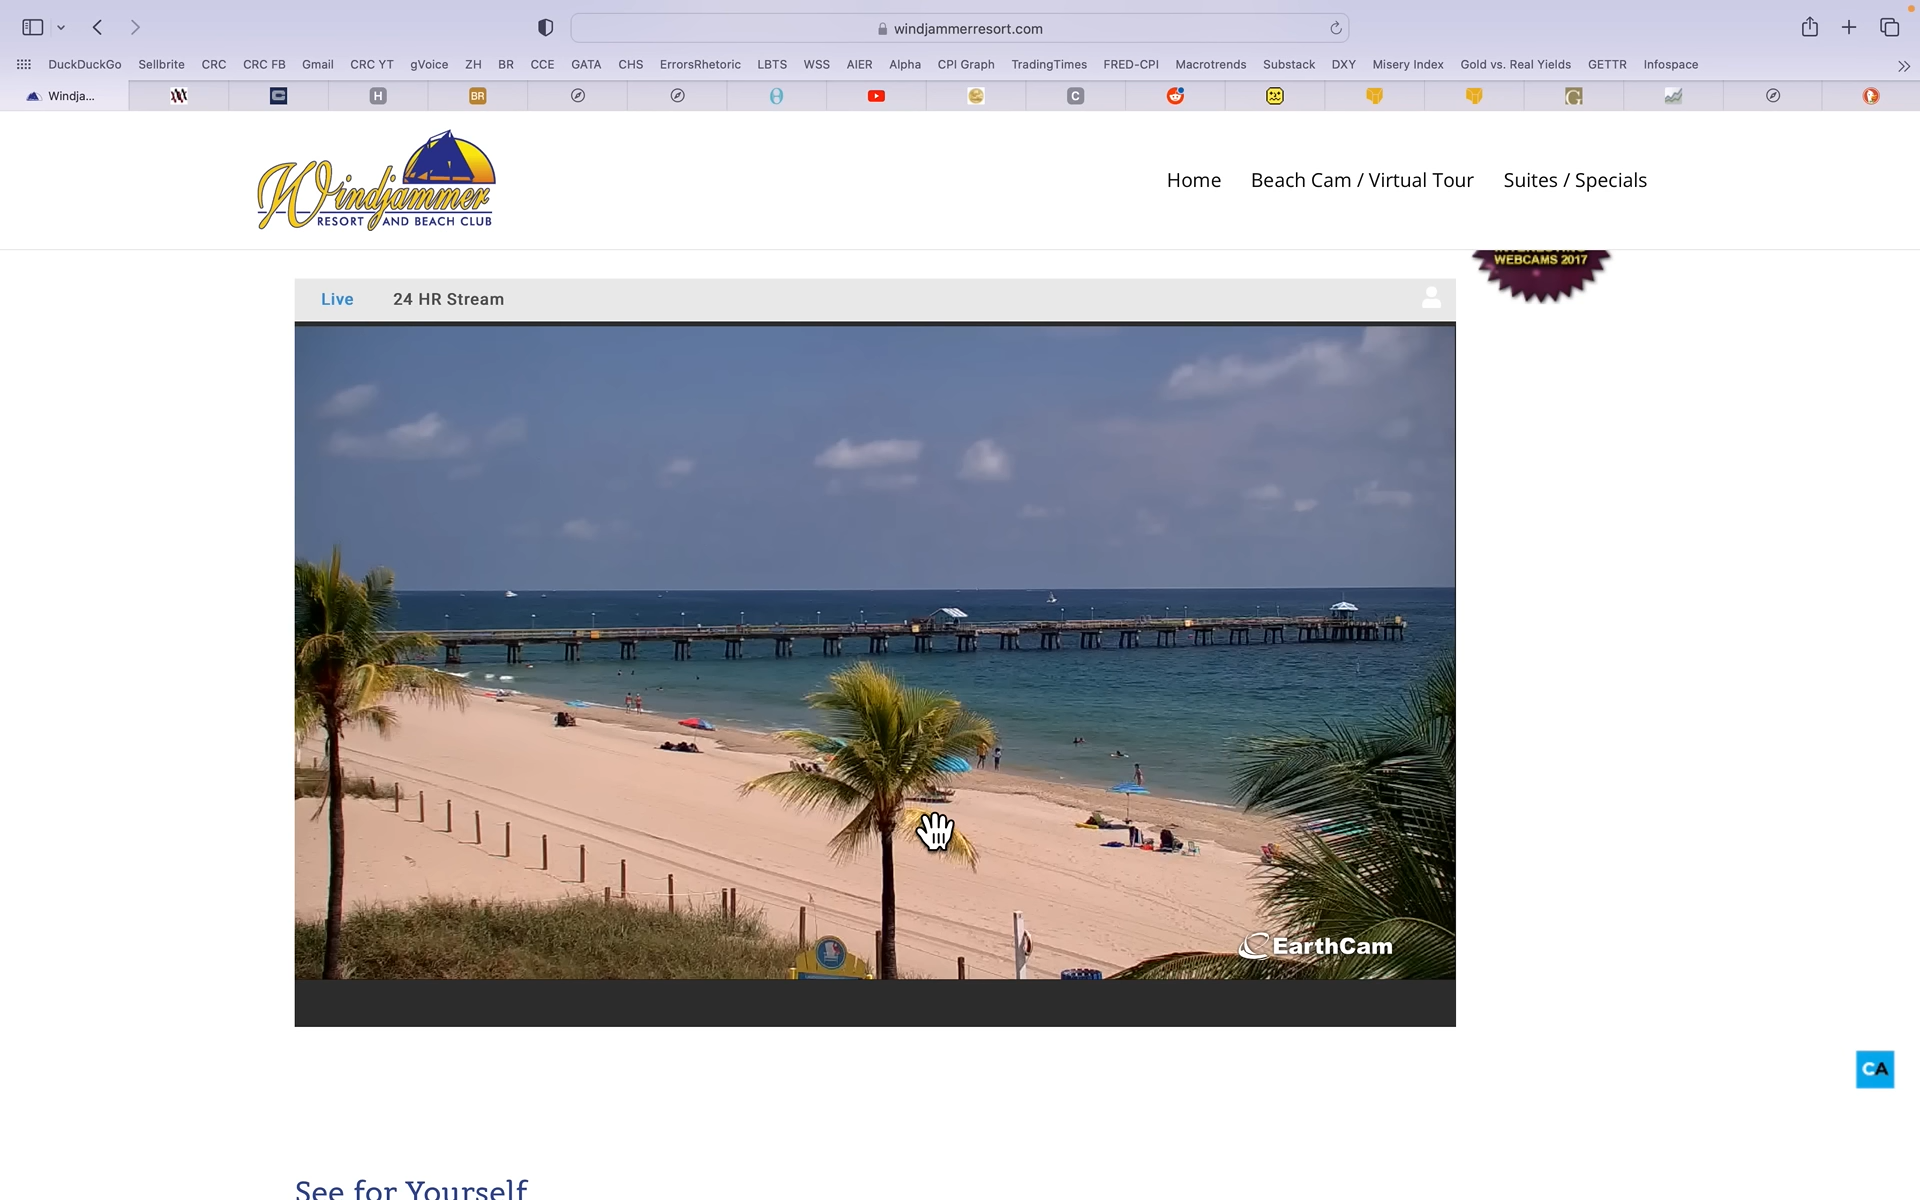 windjammerresort.com
DuckDuckGo Sellbrite CRC CRC FB Gmail CRC YT gVoice ZH BR CCE GATA CHS ErrorsRhetoric LBTS WSS AIER Alpha CPI Graph TradingTimes FRED-CPI Macrotrends Substack DXY Misery Index Gold vs. Real Yields GETTR Infospace
Windja... C H BR C G
Windjammer
RESORT AND BEACH CLUB
Home Beach Cam / Virtual Tour Suites / Specials
WEBCAMS 2017
Live 24 HR Stream
EarthCam
CA
See for Yourself